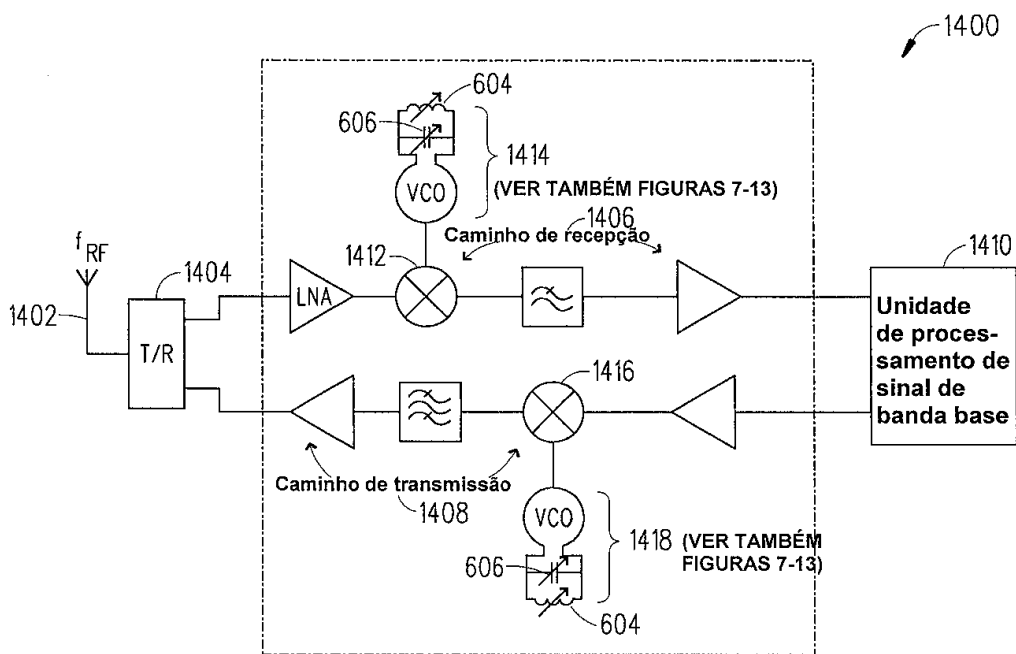 1400
604
606
1414
VCO
(VER TAMBÉM FIGURAS 7-13)
1406
Caminho de recepção
1412
1410
fRF
1404
LNA
1402
T/R
Unidade
de proces-
samento de
sinal de
banda base
1416
Caminho de transmissão
1408
VCO
1418
(VER TAMBÉM
FIGURAS 7-13)
606
604